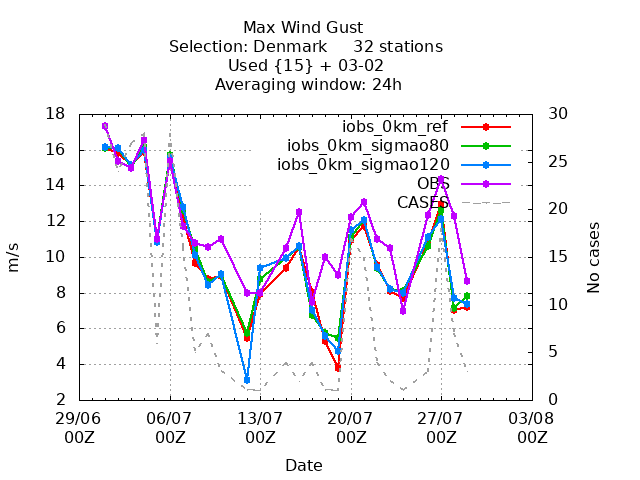 Max Wind Gust
Selection: Denmark 32 stations
Used {15} + 03-02
Averaging window: 24h
18
16
14
12
10
8
6
4
2
30
25
20
15
10
5
0
iobs_0km_ref
iobs_0km_sigmao80
iobs_0km_sigmao120
OBS
CASES
m/s
No cases
29/06 06/07 13/07 20/07 27/07 03/08
00Z 00Z 00Z 00Z 00Z 00Z
Date